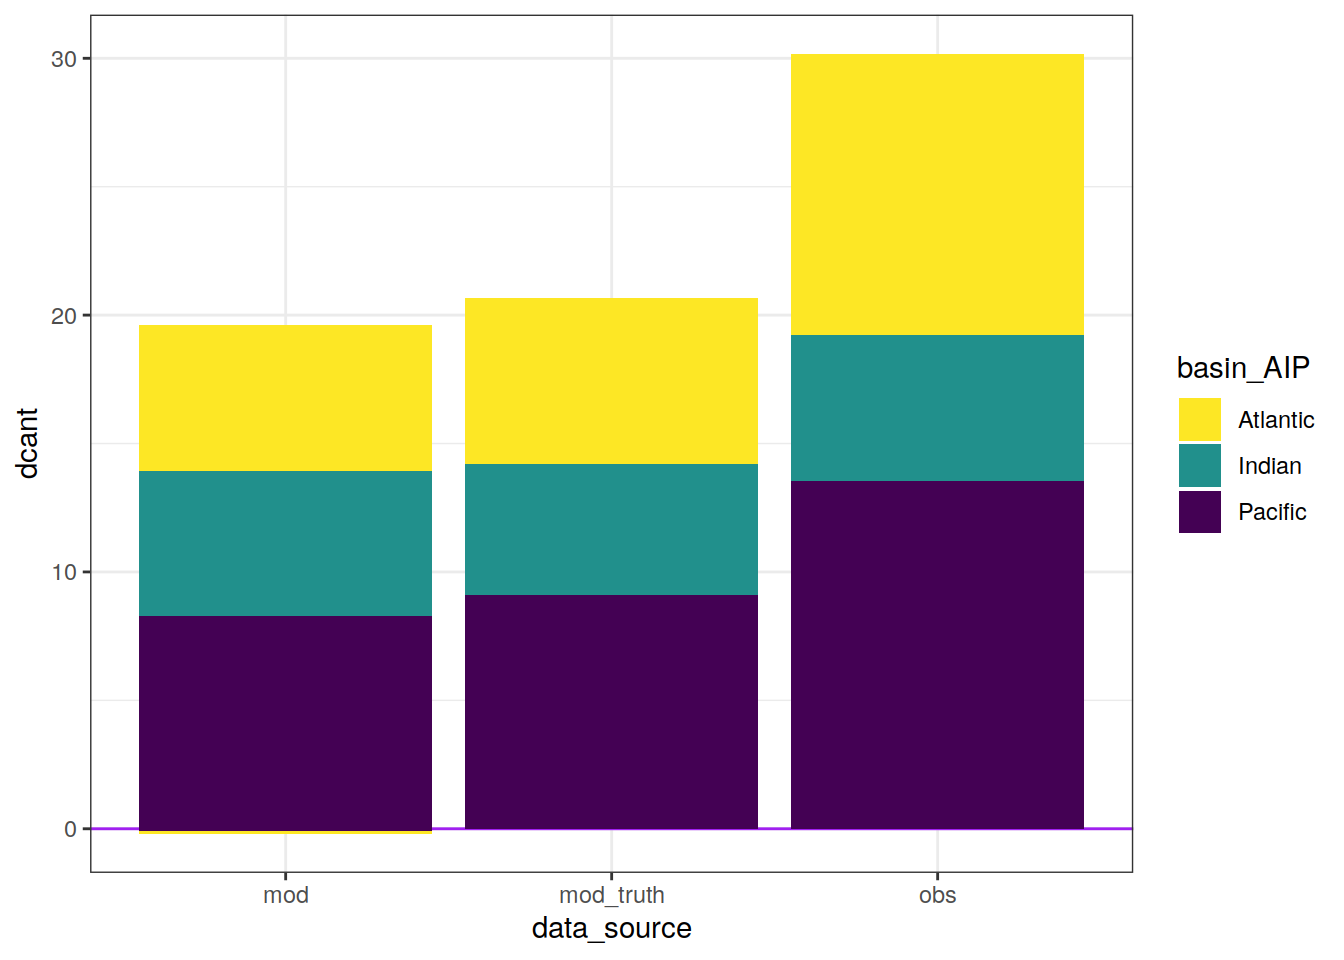 30
20
10
0
dcant
mod
mod_truth
obs
data_source
basin_AIP
Atlantic
Indian
Pacific